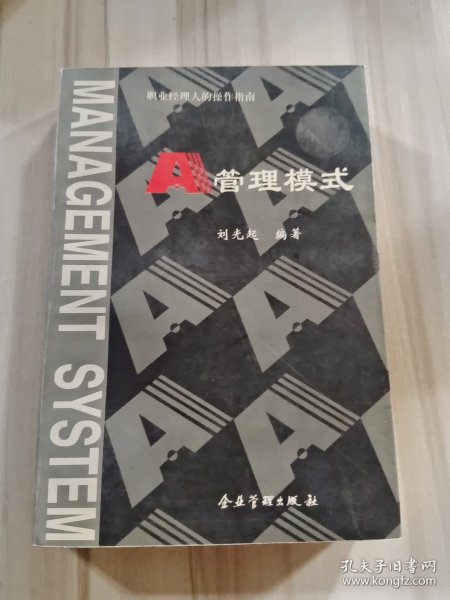 MANAGEMENT SYSTEM
职业经理人的操作指南
A管理模式
刘光起 编著
企业管理出版社
孔夫子旧书网
www.kongfz.com